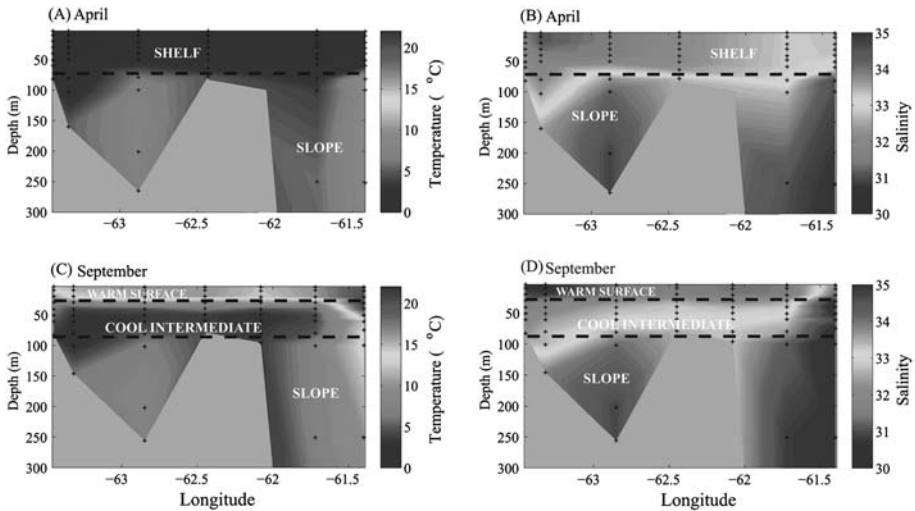 (A) April
SHELF
SLOPE
50
100
150
200
250
300
Depth (m)
−63
−62.5
−62
−61.5
20
15
10
5
0
Temperature ( °C)
(B) April
SHELF
SLOPE
50
100
150
200
250
300
Depth (m)
−63
−62.5
−62
−61.5
35
34
33
32
31
30
Salinity
(C) September
WARM SURFACE
COOL INTERMEDIATE
SLOPE
50
100
150
200
250
300
Depth (m)
−63
−62.5
−62
−61.5
Longitude
20
15
10
5
0
Temperature ( °C)
(D) September
WARM SURFACE
COOL INTERMEDIATE
SLOPE
50
100
150
200
250
300
Depth (m)
−63
−62.5
−62
−61.5
Longitude
35
34
33
32
31
30
Salinity